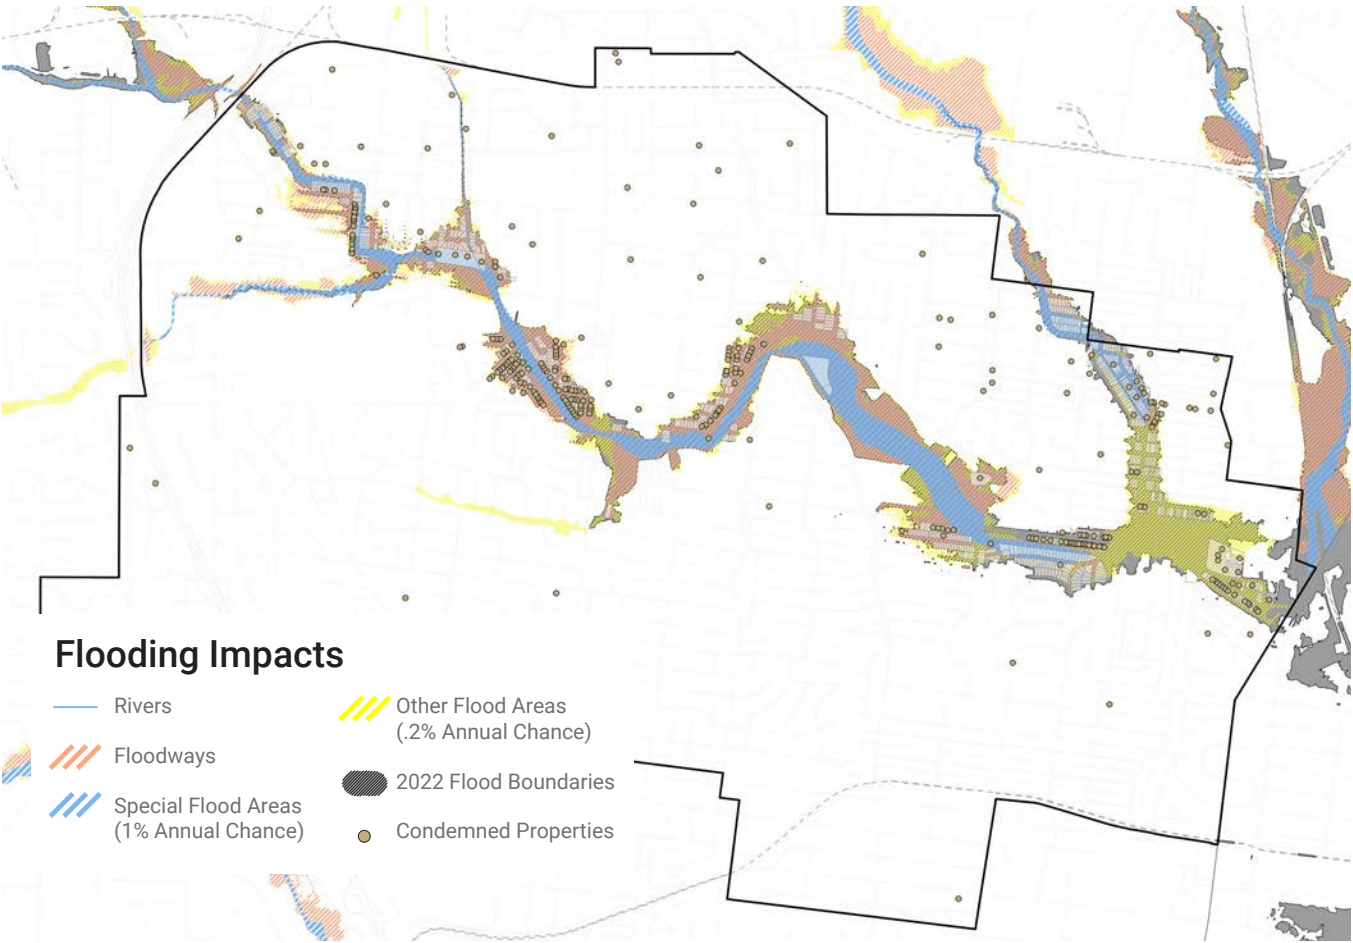 Flooding Impacts
Rivers
Floodways
Special Flood Areas
(1% Annual Chance)
Other Flood Areas
(.2% Annual Chance)
2022 Flood Boundaries
Condemned Properties